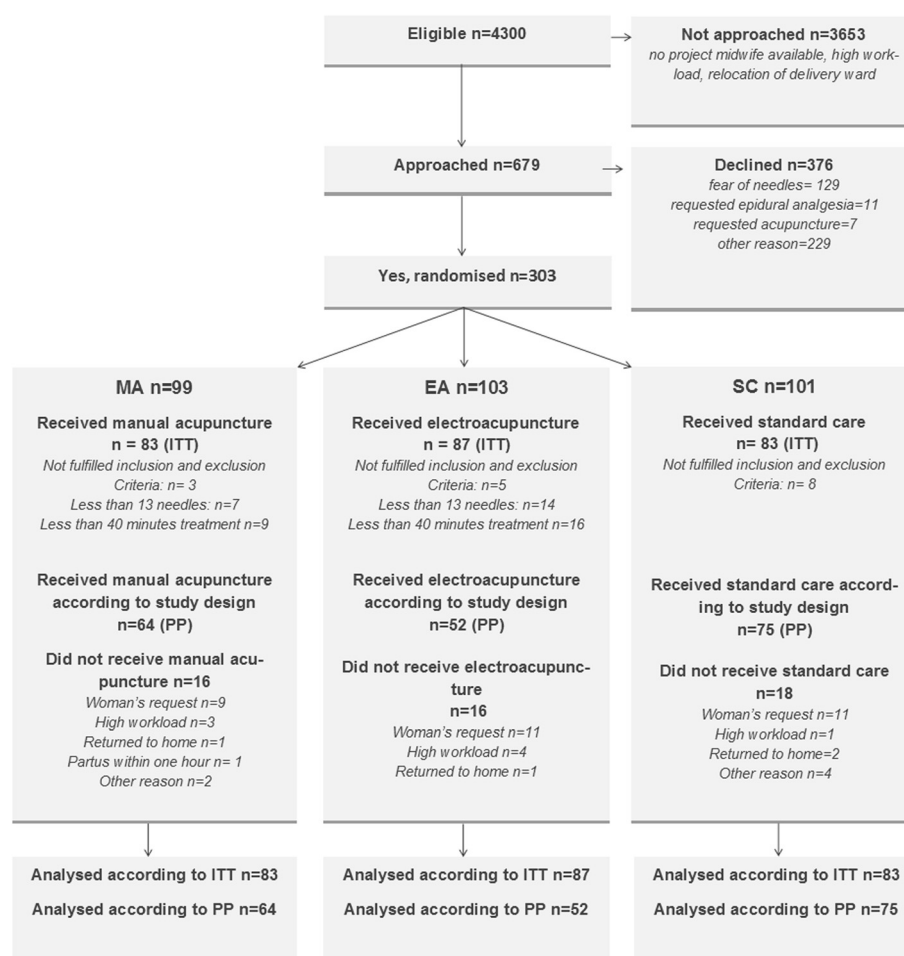 Eligible n=4300
Not approached n=3653
no project midwife available, high work-
load, relocation of delivery ward
Approached n=679
Declined n=376
fear of needles= 129
requested epidural analgesia=11
requested acupuncture=7
other reason=229
Yes, randomised n=303
MA n=99
Received manual acupuncture
n = 83 (ITT)
Not fulfilled inclusion and exclusion
Criteria: n= 3
Less than 13 needles: n=7
Less than 40 minutes treatment n=9
Received manual acupuncture
according to study design
n=64 (PP)
Did not receive manual acu-
puncture n=16
Woman's request n=9
High workload n=3
Returned to home n=1
Partus within one hour n= 1
Other reason n=2
EA n=103
Received electroacupuncture
n = 87 (ITT)
Not fulfilled inclusion and exclusion
Criteria: n=5
Less than 13 needles: n=14
Less than 40 minutes treatment n=16
Received electroacupuncture
according to study design
n=52 (PP)
Did not receive electroacupunc-
ture
n=16
Woman's request n=11
High workload n=4
Returned to home n=1
SC n=101
Received standard care
n= 83 (ITT)
Not fulfilled inclusion and exclusion
Criteria: n= 8
Received standard care accord-
ing to study design
n=75 (PP)
Did not receive standard care
n=18
Woman's request n=11
High workload n=1
Returned to home=2
Other reason n=4
Analysed according to ITT n=83
Analysed according to PP n=64
Analysed according to ITT n=87
Analysed according to PP n=52
Analysed according to ITT n=83
Analysed according to PP n=75